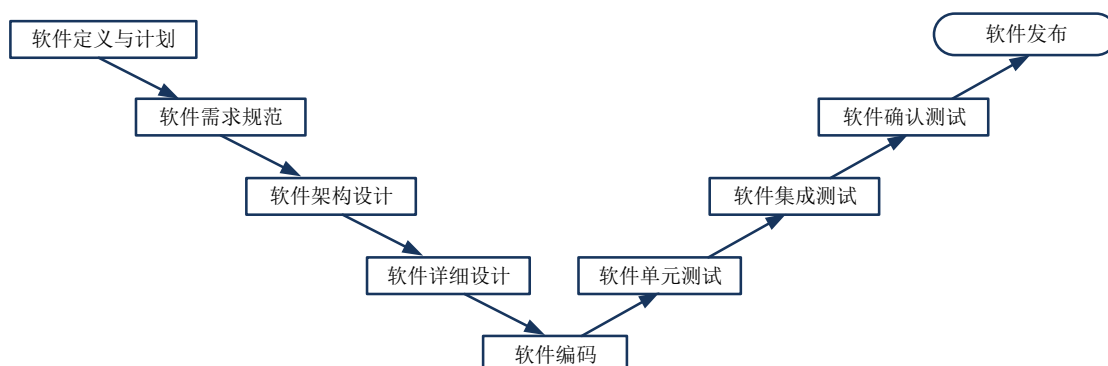 软件定义与计划
软件发布
软件需求规范
软件确认测试
软件架构设计
软件集成测试
软件详细设计
软件单元测试
软件编码